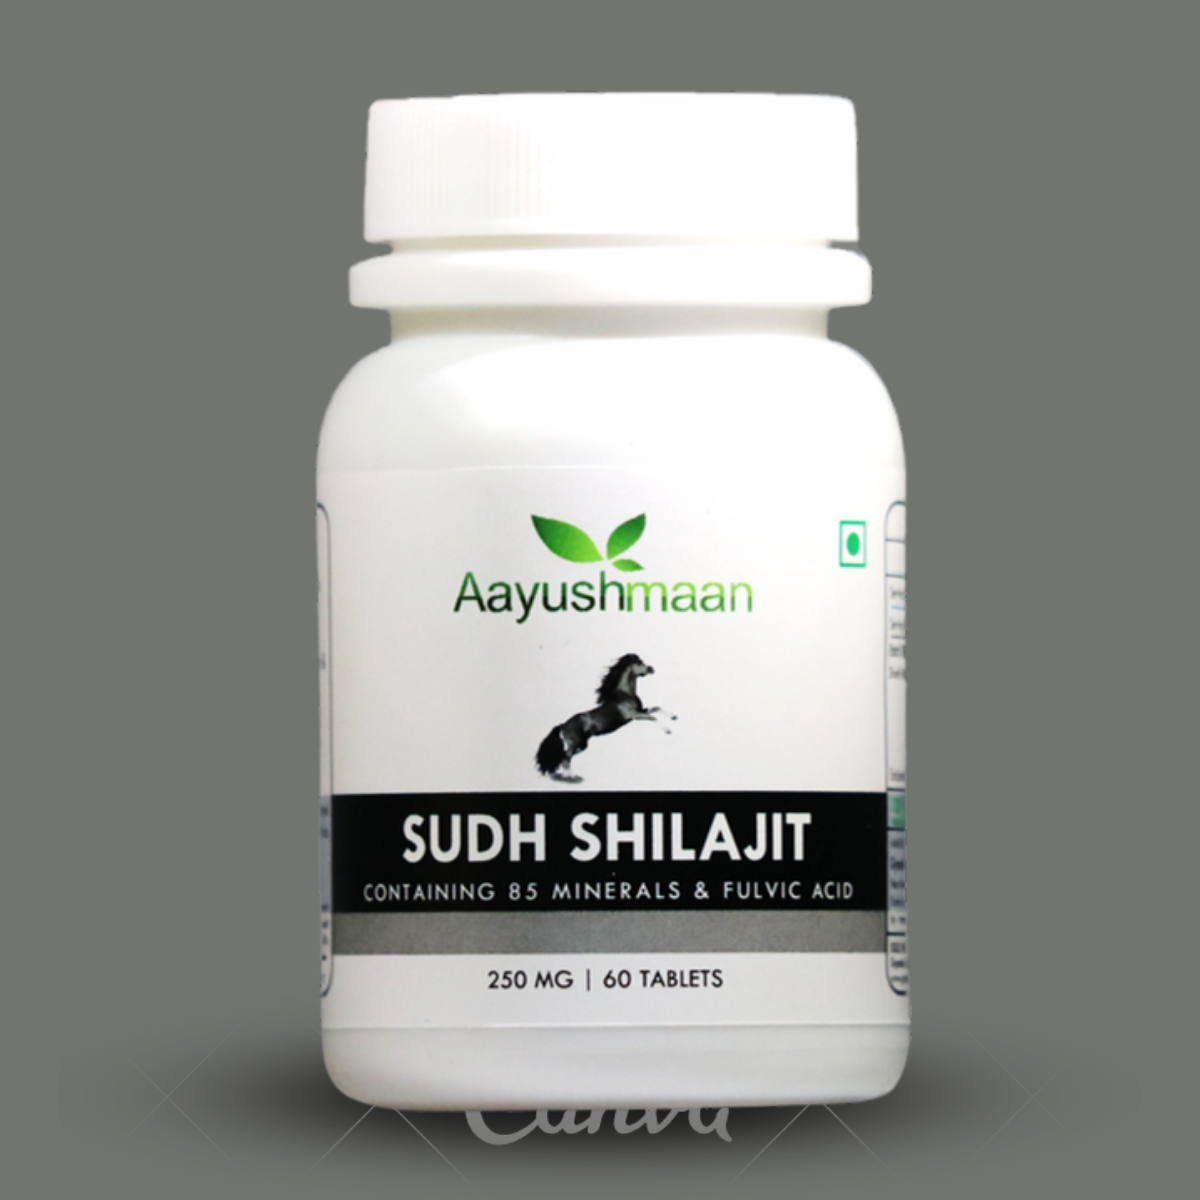 Aayushmaan
SUDH SHILAJIT
CONTAINING 85 MINERALS & FULVIC ACID
250 MG | 60 TABLETS
Canva